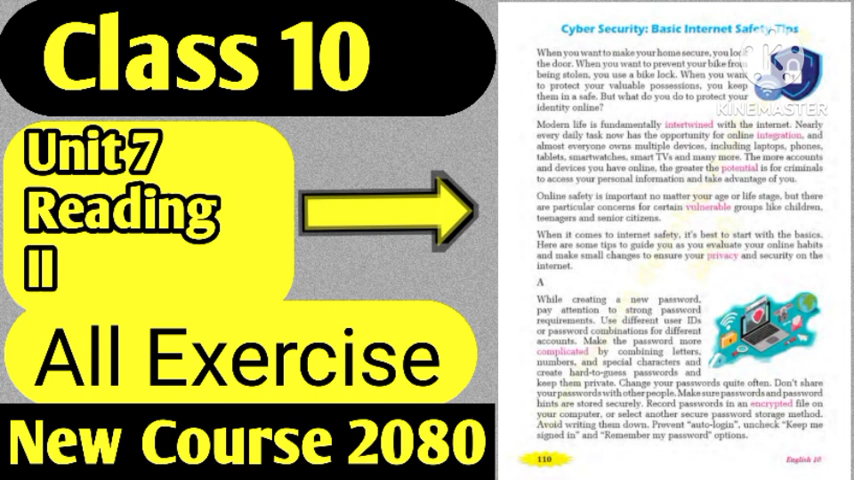 Class 10
Unit 7
Reading
II
All Exercise
New Course 2080
Cyber Security: Basic Internet Safety Tips
When you want to make your home secure, you lock
the door. When you want to prevent your bike from
being stolen, you use a bike lock. When you want
to protect your valuable possessions, you keep
them in a safe. But what do you do to protect your
identity online?
KINEMASTER
Modern life is fundamentally intertwined with the internet. Nearly
every daily task now has the opportunity for online integration, and
almost everyone owns multiple devices, including laptops, phones,
tablets, smartwatches, smart TVs and many more. The more accounts
and devices you have online, the greater the potential is for criminals
to access your personal information and take advantage of you.
Online safety is important no matter your age or life stage, but there
are particular concerns for certain vulnerable groups like children,
teenagers and senior citizens.
When it comes to internet safety, it's best to start with the basics.
Here are some tips to guide you as you evaluate your online habits
and make small changes to ensure your privacy and security on the
internet.
A
While creating a new password,
pay attention to strong password
requirements. Use different user IDs
or password combinations for different
accounts. Make the password more
complicated by combining letters,
numbers, and special characters and
create hard-to-guess passwords and
keep them private. Change your passwords quite often. Don't share
your passwords with other people. Make sure passwords and password
hints are stored securely. Record passwords in an encrypted file on
your computer, or select another secure password storage method.
Avoid writing them down. Prevent "auto-login", uncheck "Keep me
signed in" and "Remember my password" options.
110
English 10